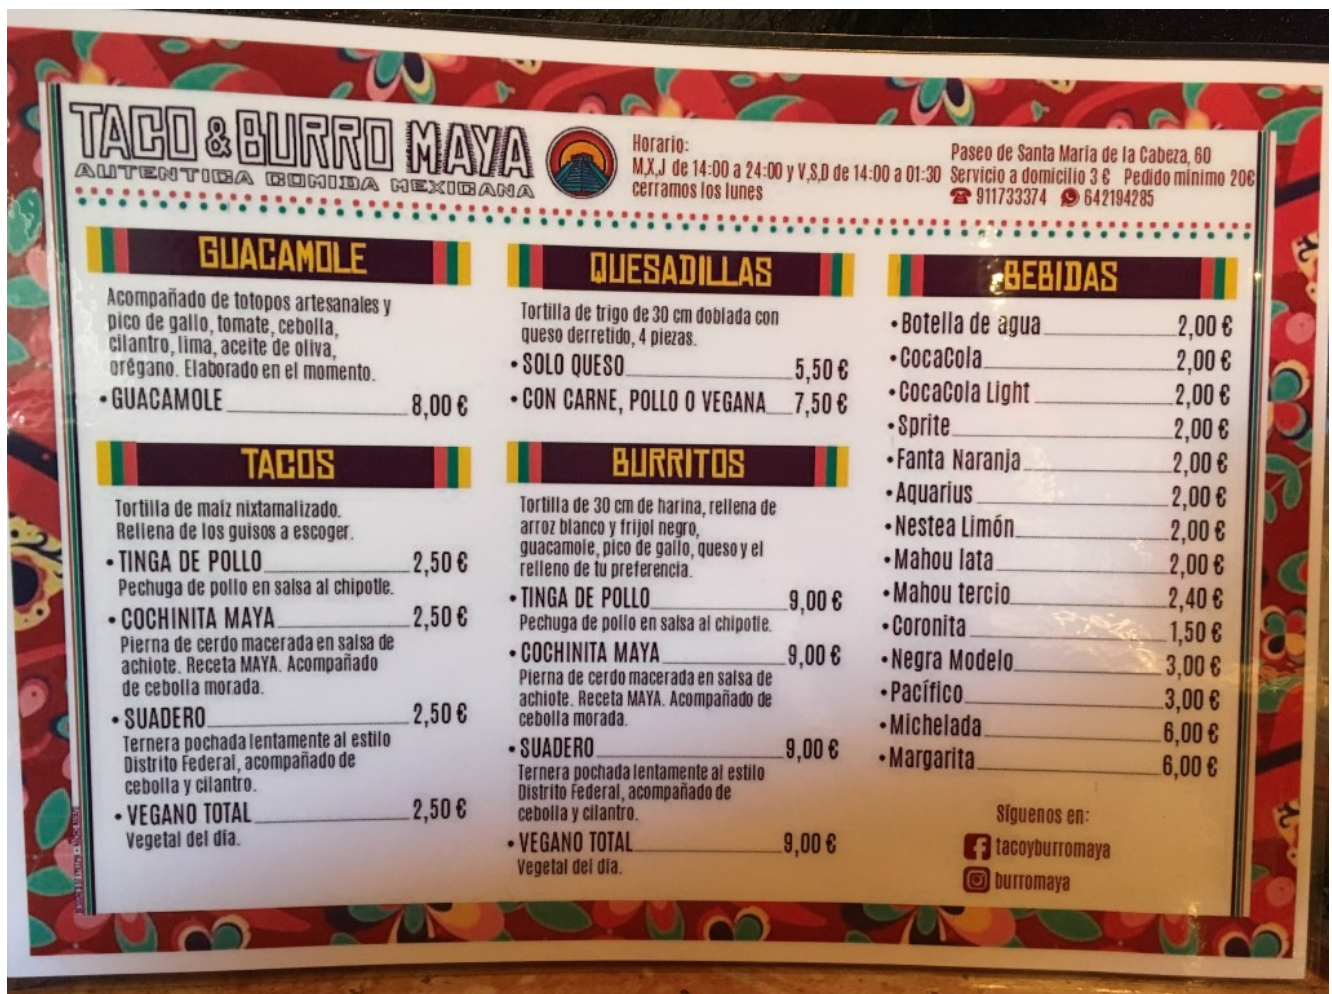 TACO & BURRO MAYA
AUTENTICA COMIDA MEXICANA
Horario:
M,X,J de 14:00 a 24:00 y V,S,D de 14:00 a 01:30
cerramos los lunes
Paseo de Santa María de la Cabeza, 60
Servicio a domicilio 3 € Pedido mínimo 20€
911733374 642194285
GUACAMOLE
Acompañado de totopos artesanales y
pico de gallo, tomate, cebolla,
cilantro, lima, aceite de oliva,
orégano. Elaborado en el momento.
•GUACAMOLE 8,00 €
TACOS
Tortilla de maíz nixtamalizado.
Rellena de los guisos a escoger.
•TINGA DE POLLO 2,50 €
Pechuga de pollo en salsa al chipotle.
•COCHINITA MAYA 2,50 €
Pierna de cerdo macerada en salsa de
achiote. Receta MAYA. Acompañado
de cebolla morada.
•SUADERO 2,50 €
Ternera pochada lentamente al estilo
Distrito Federal, acompañado de
cebolla y cilantro.
•VEGANO TOTAL 2,50 €
Vegetal del día.
QUESADILLAS
Tortilla de trigo de 30 cm doblada con
queso derretido, 4 piezas.
•SOLO QUESO 5,50 €
•CON CARNE, POLLO O VEGANA 7,50 €
BURRITOS
Tortilla de 30 cm de harina, rellena de
arroz blanco y frijol negro,
guacamole, pico de gallo, queso y el
relleno de tu preferencia.
•TINGA DE POLLO 9,00 €
Pechuga de pollo en salsa al chipotle.
•COCHINITA MAYA 9,00 €
Pierna de cerdo macerada en salsa de
achiote. Receta MAYA. Acompañado de
cebolla morada.
•SUADERO 9,00 €
Ternera pochada lentamente al estilo
Distrito Federal, acompañado de
cebolla y cilantro.
•VEGANO TOTAL 9,00 €
Vegetal del día.
BEBIDAS
•Botella de agua 2,00 €
•CocaCola 2,00 €
•CocaCola Light 2,00 €
•Sprite 2,00 €
•Fanta Naranja 2,00 €
•Aquarius 2,00 €
•Nestea Limón 2,00 €
•Mahou lata 2,00 €
•Mahou tercio 2,40 €
•Coronita 1,50 €
•Negra Modelo 3,00 €
•Pacífico 3,00 €
•Michelada 6,00 €
•Margarita 6,00 €
Síguenos en:
tacoyburromaya
burromaya